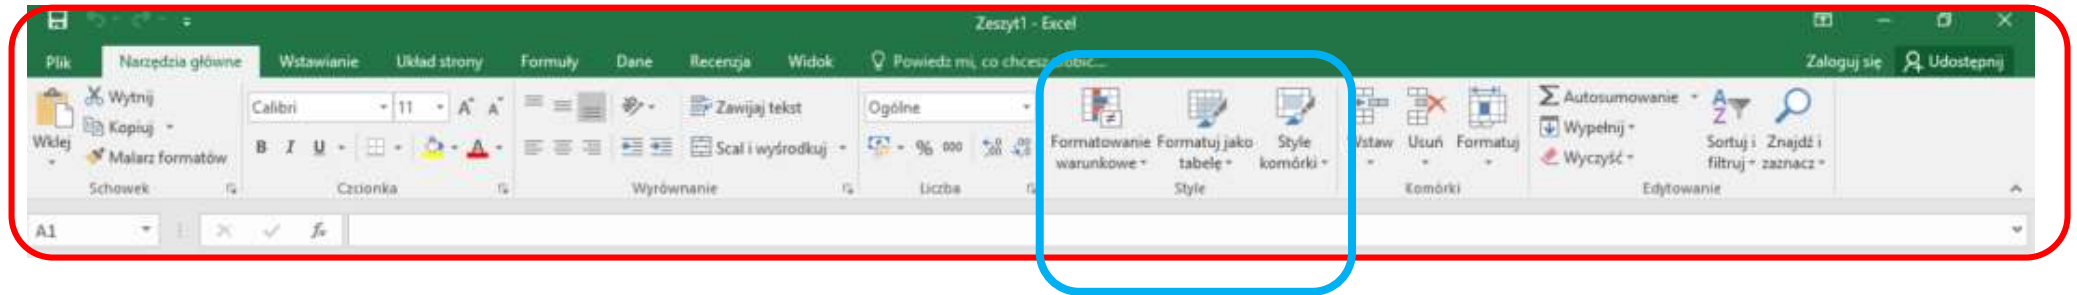 Zeszyt1 - Excel
Plik Narzędzia główne Wstawianie Układ strony Formuły Dane Recenzja Widok Powiedz mi, co chcesz zrobić... Zaloguj się Udostępnij
Wklej
Wytnij
Kopiuj
Malarz formatów
Schowek
Calibri 11 A A
B I U A
Czcionka
Zawijaj tekst
Scal i wyśrodkuj
Wyrównanie
Ogólne
% 000
Liczba
Formatowanie warunkowe
Formatuj jako tabelę
Style komórki
Style
Wstaw Usuń Formatuj
Komórki
Σ Autosumowanie
Wypełnij
Wyczyść
Sortuj i filtruj
Znajdź i zaznacz
Edytowanie
A1 fx